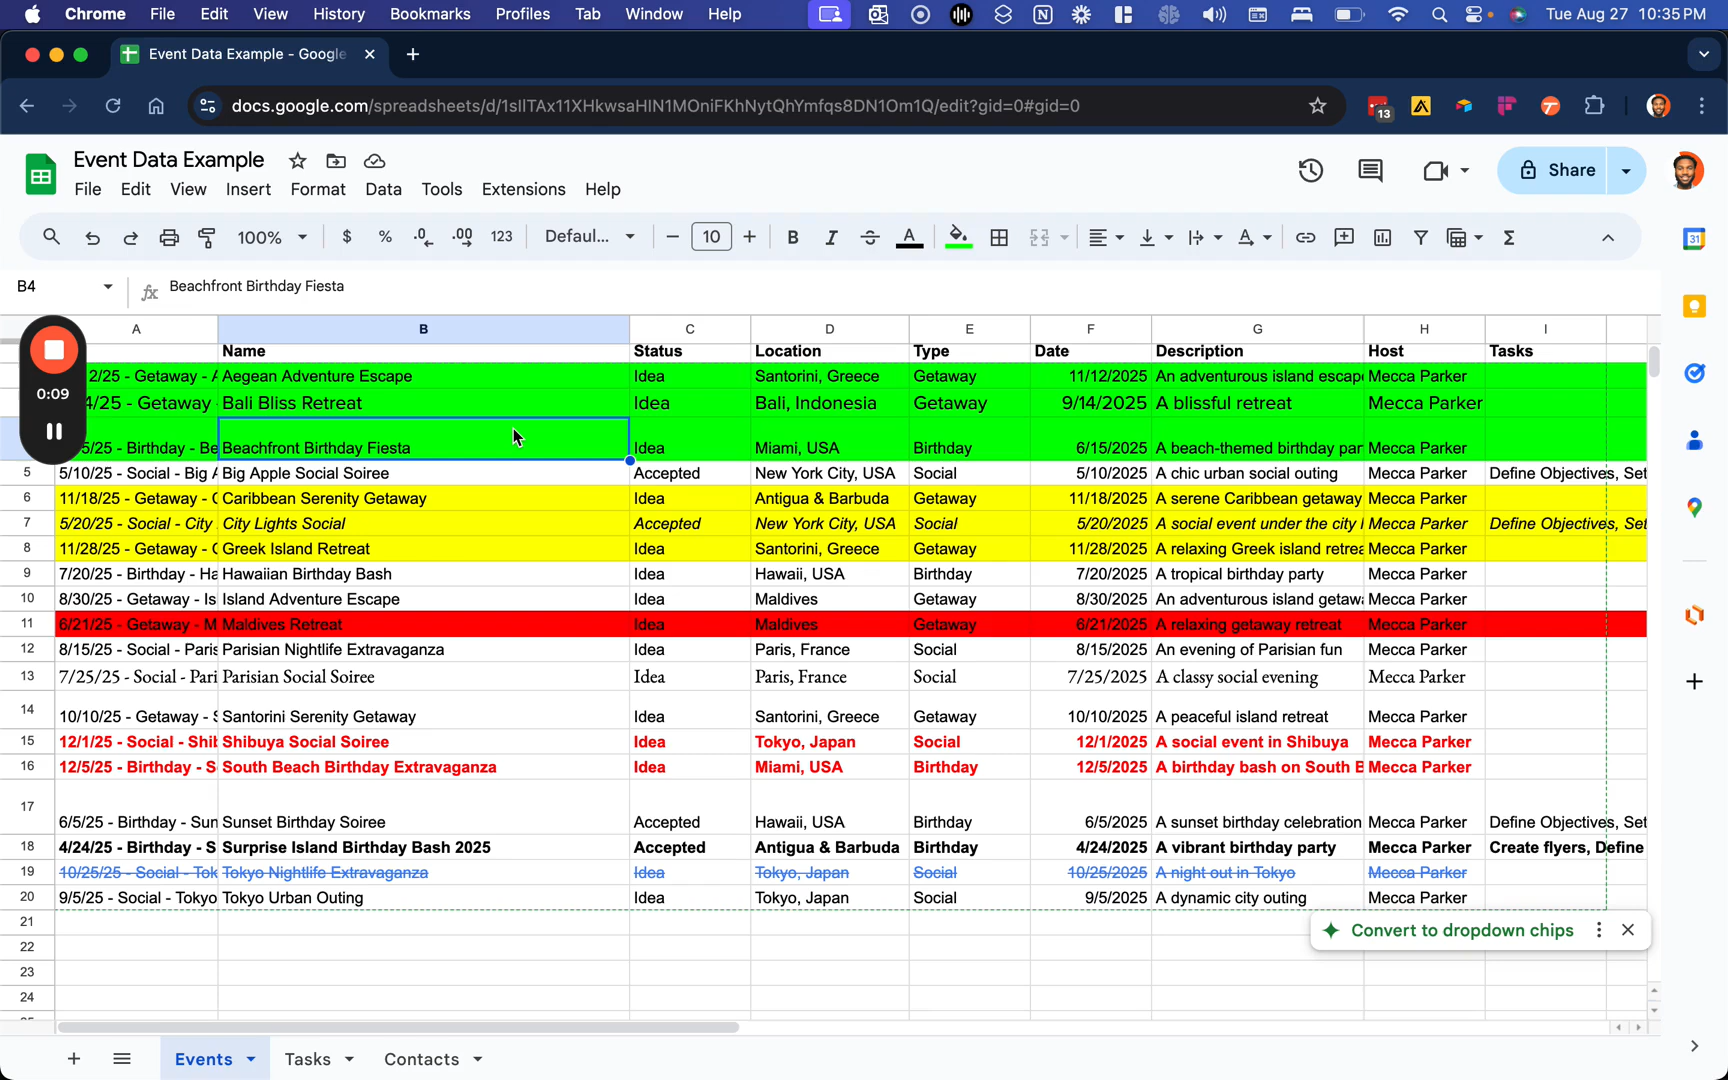 Chrome File Edit View History Bookmarks Profiles Tab Window Help Tue Aug 27 10:35 PM
Event Data Example - Google
docs.google.com/spreadsheets/d/1sIlTAx11XHkwsaHIN1MOniFKhNytQhYmfqs8DN1Om1Q/edit?gid=0#gid=0 13
Event Data Example
File Edit View Insert Format Data Tools Extensions Help
Share
100% $ % .0 .00 123 Defaul... 10 B I A Σ
31
B4 fx Beachfront Birthday Fiesta
A B C D E F G H I
Name Status Location Type Date Description Host Tasks
2/25 - Getaway - A Aegean Adventure Escape Idea Santorini, Greece Getaway 11/12/2025 An adventurous island escape Mecca Parker
4/25 - Getaway - Bali Bliss Retreat Idea Bali, Indonesia Getaway 9/14/2025 A blissful retreat Mecca Parker
5/25 - Birthday - Be Beachfront Birthday Fiesta Idea Miami, USA Birthday 6/15/2025 A beach-themed birthday par Mecca Parker
5 5/10/25 - Social - Big A Big Apple Social Soiree Accepted New York City, USA Social 5/10/2025 A chic urban social outing Mecca Parker Define Objectives, Set
6 11/18/25 - Getaway - C Caribbean Serenity Getaway Idea Antigua & Barbuda Getaway 11/18/2025 A serene Caribbean getaway Mecca Parker
7 5/20/25 - Social - City City Lights Social Accepted New York City, USA Social 5/20/2025 A social event under the city l Mecca Parker Define Objectives, Set
8 11/28/25 - Getaway - G Greek Island Retreat Idea Santorini, Greece Getaway 11/28/2025 A relaxing Greek island retrea Mecca Parker
9 7/20/25 - Birthday - Ha Hawaiian Birthday Bash Idea Hawaii, USA Birthday 7/20/2025 A tropical birthday party Mecca Parker
10 8/30/25 - Getaway - Is Island Adventure Escape Idea Maldives Getaway 8/30/2025 An adventurous island getaw Mecca Parker
11 6/21/25 - Getaway - M Maldives Retreat Idea Maldives Getaway 6/21/2025 A relaxing getaway retreat Mecca Parker
12 8/15/25 - Social - Paris Parisian Nightlife Extravaganza Idea Paris, France Social 8/15/2025 An evening of Parisian fun Mecca Parker
13 7/25/25 - Social - Pari Parisian Social Soiree Idea Paris, France Social 7/25/2025 A classy social evening Mecca Parker
14 10/10/25 - Getaway - S Santorini Serenity Getaway Idea Santorini, Greece Getaway 10/10/2025 A peaceful island retreat Mecca Parker
15 12/1/25 - Social - Shib Shibuya Social Soiree Idea Tokyo, Japan Social 12/1/2025 A social event in Shibuya Mecca Parker
16 12/5/25 - Birthday - S South Beach Birthday Extravaganza Idea Miami, USA Birthday 12/5/2025 A birthday bash on South B Mecca Parker
17 6/5/25 - Birthday - Sun Sunset Birthday Soiree Accepted Hawaii, USA Birthday 6/5/2025 A sunset birthday celebration Mecca Parker Define Objectives, Set
18 4/24/25 - Birthday - S Surprise Island Birthday Bash 2025 Accepted Antigua & Barbuda Birthday 4/24/2025 A vibrant birthday party Mecca Parker Create flyers, Define
19 10/25/25 - Social - Tok Tokyo Nightlife Extravaganza Idea Tokyo, Japan Social 10/25/2025 A night out in Tokyo Mecca Parker
20 9/5/25 - Social - Tokyo Tokyo Urban Outing Idea Tokyo, Japan Social 9/5/2025 A dynamic city outing Mecca Parker
21
22
23
24
0:09
Convert to dropdown chips
Events Tasks Contacts